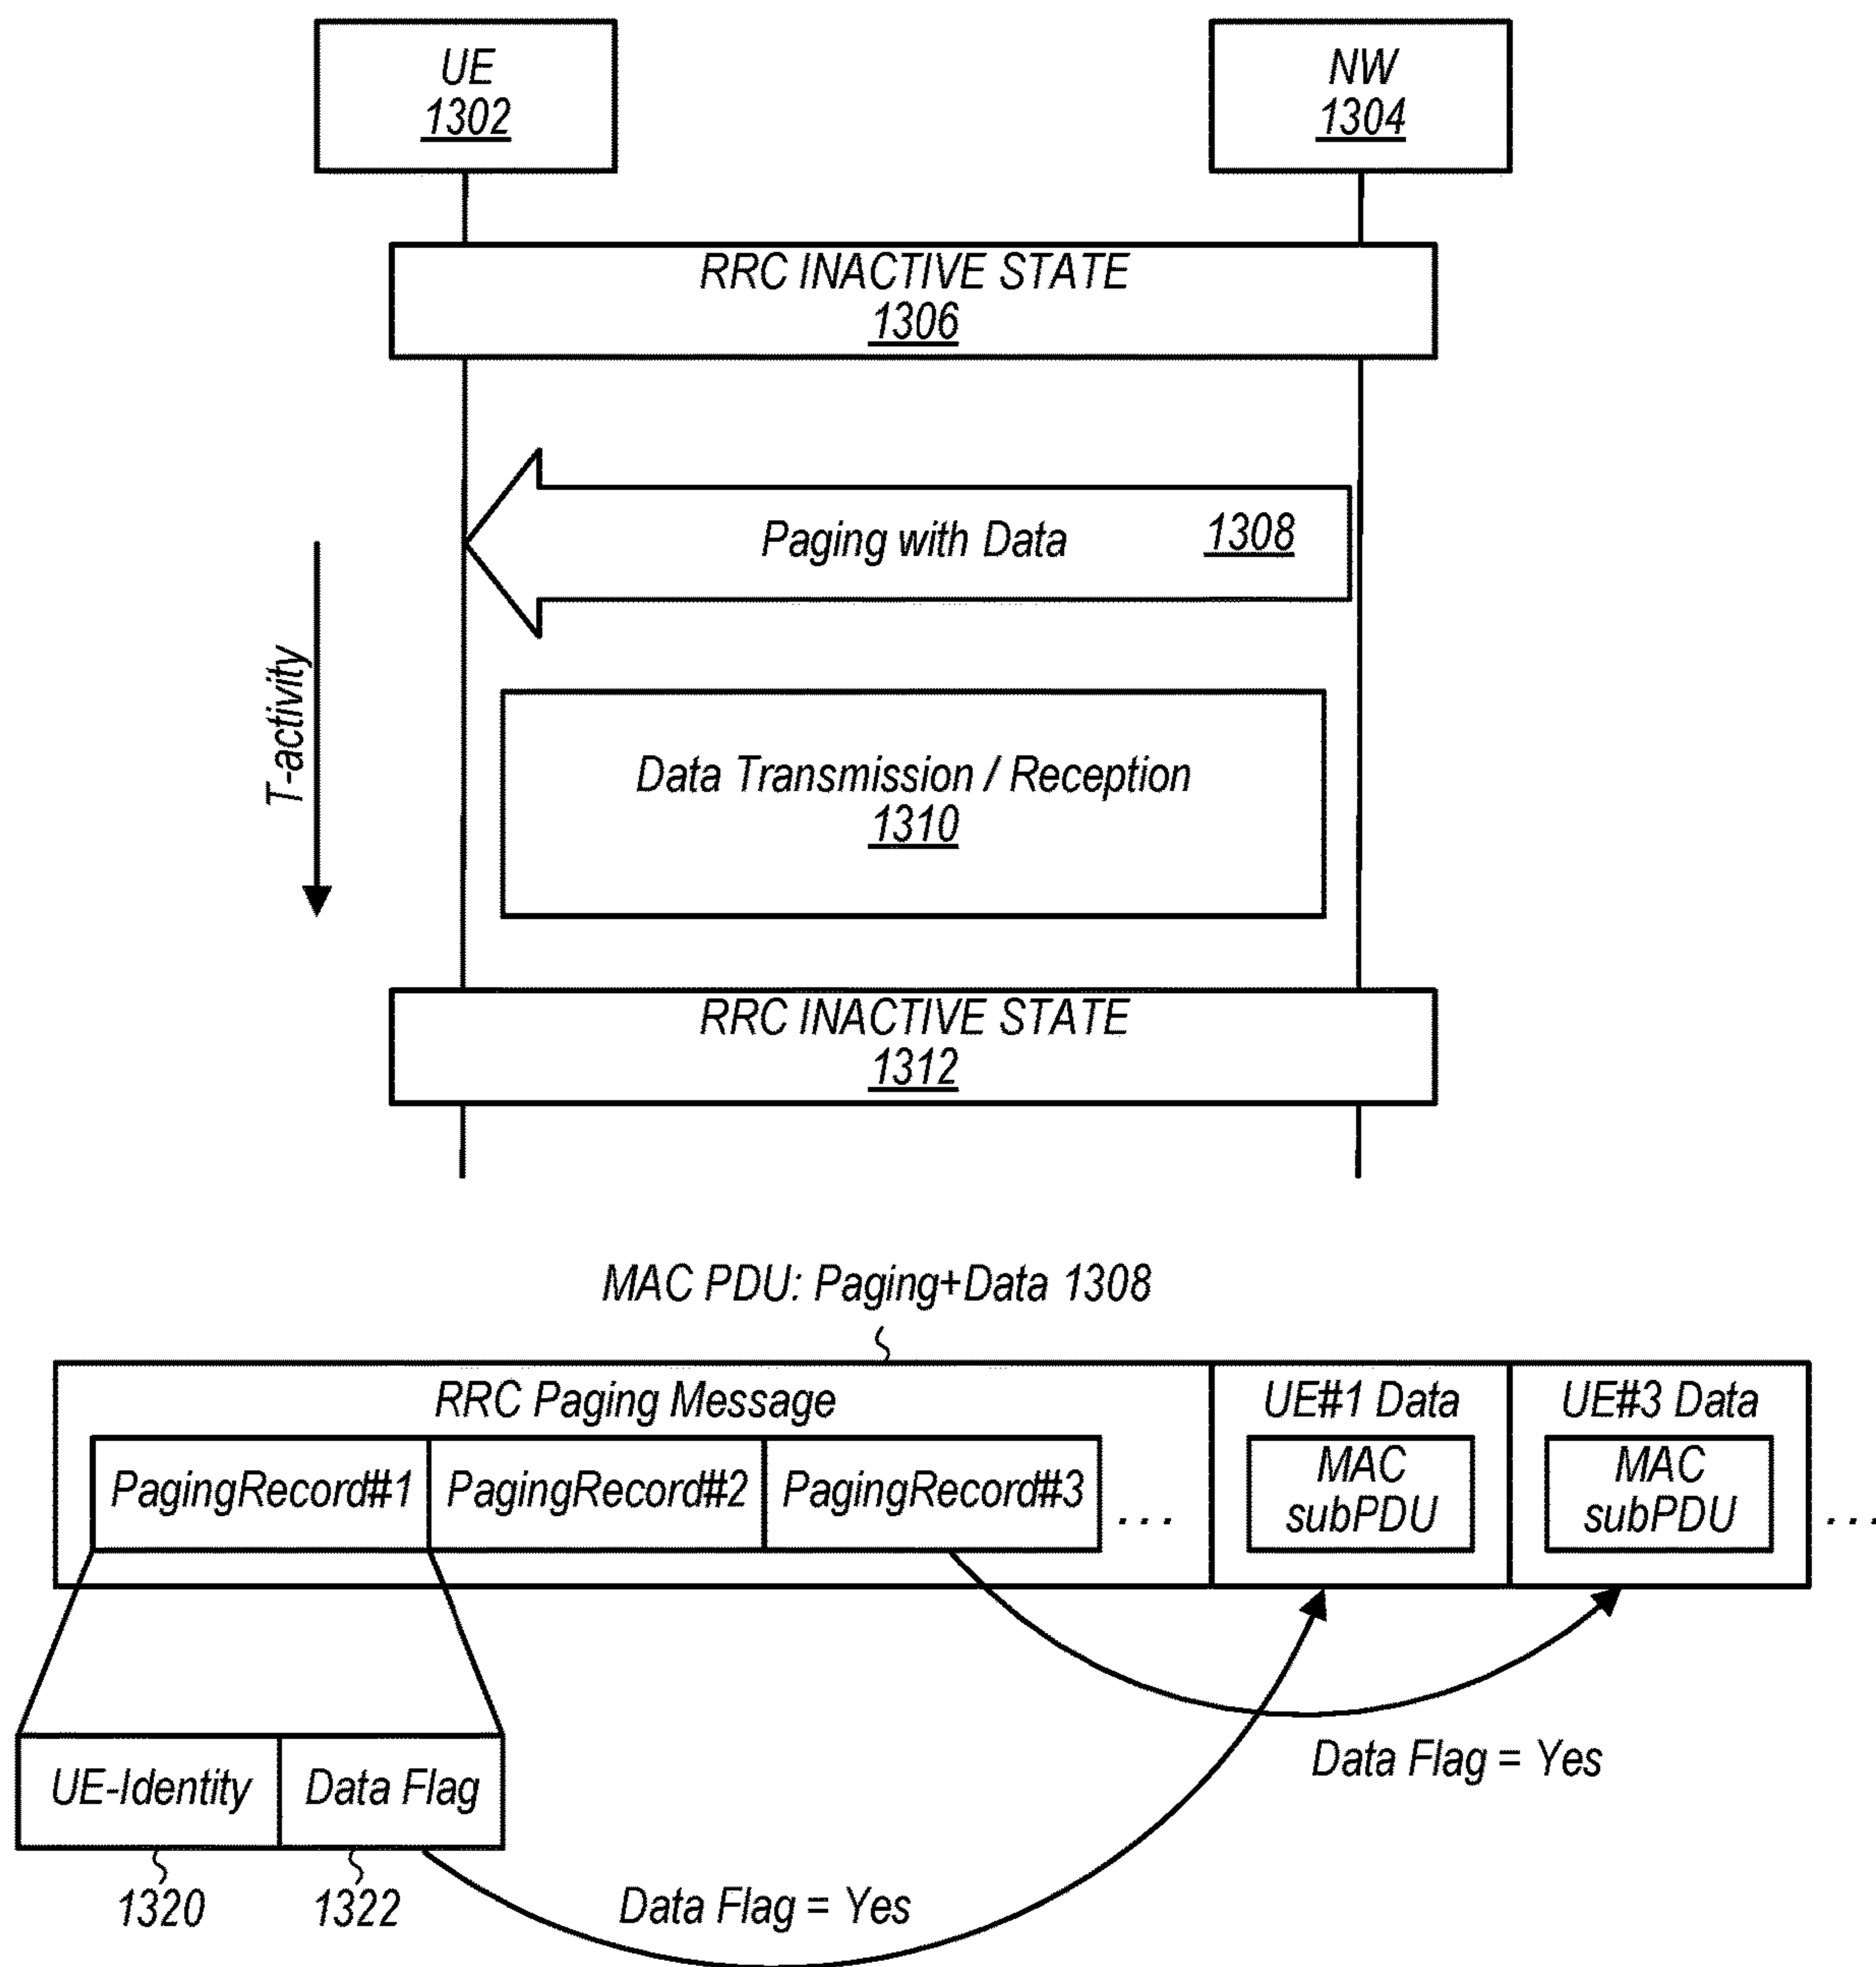 UE
1302
NW
1304
RRC INACTIVE STATE
1306
Paging with Data 1308
T-activity
Data Transmission / Reception
1310
RRC INACTIVE STATE
1312
MAC PDU: Paging+Data 1308
RRC Paging Message
UE#1 Data
UE#3 Data
PagingRecord#1
PagingRecord#2
PagingRecord#3
...
MAC
subPDU
MAC
subPDU
...
UE-Identity
Data Flag
Data Flag = Yes
1320
1322
Data Flag = Yes